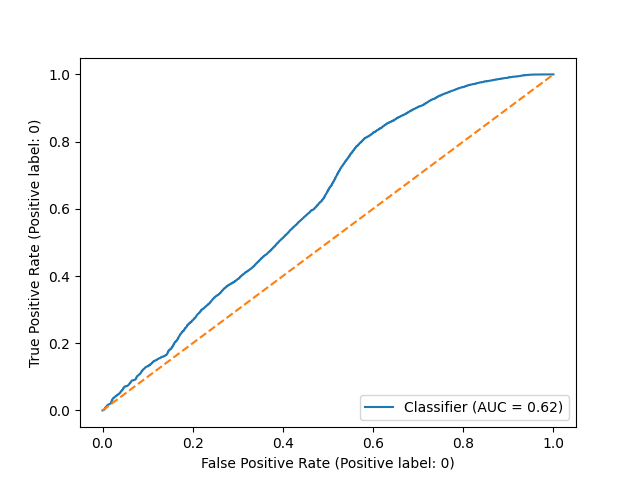 1.0
0.8
0.6
0.4
0.2
0.0
True Positive Rate (Positive label: 0)
Classifier (AUC = 0.62)
0.0 0.2 0.4 0.6 0.8 1.0
False Positive Rate (Positive label: 0)